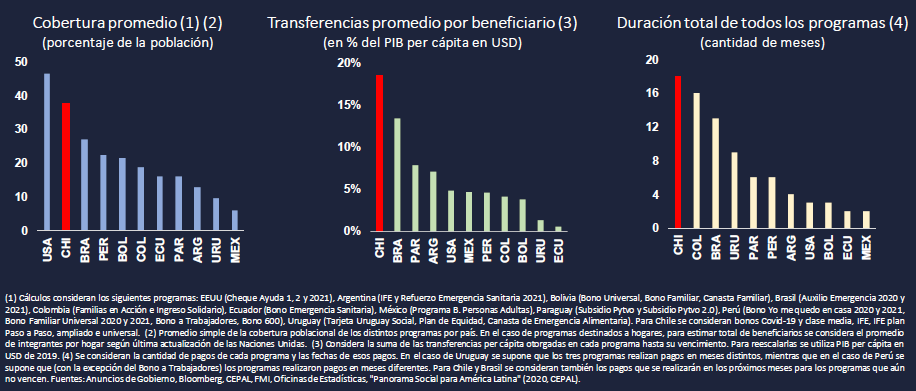 Cobertura promedio (1) (2)
(porcentaje de la población)
50
40
30
20
10
0
USA CHI BRA PER BOL COL ECU PAR ARG URU MEX
Transferencias promedio por beneficiario (3)
(en % del PIB per cápita en USD)
20%
15%
10%
5%
0%
CHI BRA PAR ARG USA MEX PER COL BOL URU ECU
Duración total de todos los programas (4)
(cantidad de meses)
20
16
12
8
4
0
CHI COL BRA URU PAR PER ARG USA BOL ECU MEX
(1) Cálculos consideran los siguientes programas: EEUU (Cheque Ayuda 1, 2 y 2021), Argentina (IFE y Refuerzo Emergencia Sanitaria 2021), Bolivia (Bono Universal, Bono Familiar, Canasta Familiar), Brasil (Auxilio Emergencia 2020 y
2021), Colombia (Familias en Acción e Ingreso Solidario), Ecuador (Bono Emergencia Sanitaria), México (Programa B. Personas Adultas), Paraguay (Subsidio Pytvo y Subsidio Pytvo 2.0), Perú (Bono Yo me quedo en casa 2020 y 2021,
Bono Familiar Universal 2020 y 2021, Bono a Trabajadores, Bono 600), Uruguay (Tarjeta Uruguay Social, Plan de Equidad, Canasta de Emergencia Alimentaria). Para Chile se consideran bonos Covid-19 y clase media, IFE, IFE plan
Paso a Paso, ampliado e universal. (2) Promedio simple de la cobertura poblacional de los distintos programas por país. En el caso de programas destinados a hogares, para estimar total de beneficiarios se considera el promedio
de integrantes por hogar según última actualización de las Naciones Unidas. (3) Considera la suma de las transferencias per cápita otorgadas en cada programa hasta su vencimiento. Para reescalarlas se utiliza PIB per cápita en
USD de 2019. (4) Se consideran la cantidad de pagos de cada programa y las fechas de esos pagos. En el caso de Uruguay se supone que los tres programas realizan pagos en meses distintos, mientras que en el caso de Perú se
supone que (con la excepción del Bono a Trabajadores) los programas realizaron pagos en meses diferentes. Para Chile y Brasil se consideran también los pagos que se realizarán en los próximos meses para los programas que aún
no vencen. Fuentes: Anuncios de Gobierno, Bloomberg, CEPAL, FMI, Oficinas de Estadísticas, "Panorama Social para América Latina" (2020, CEPAL).